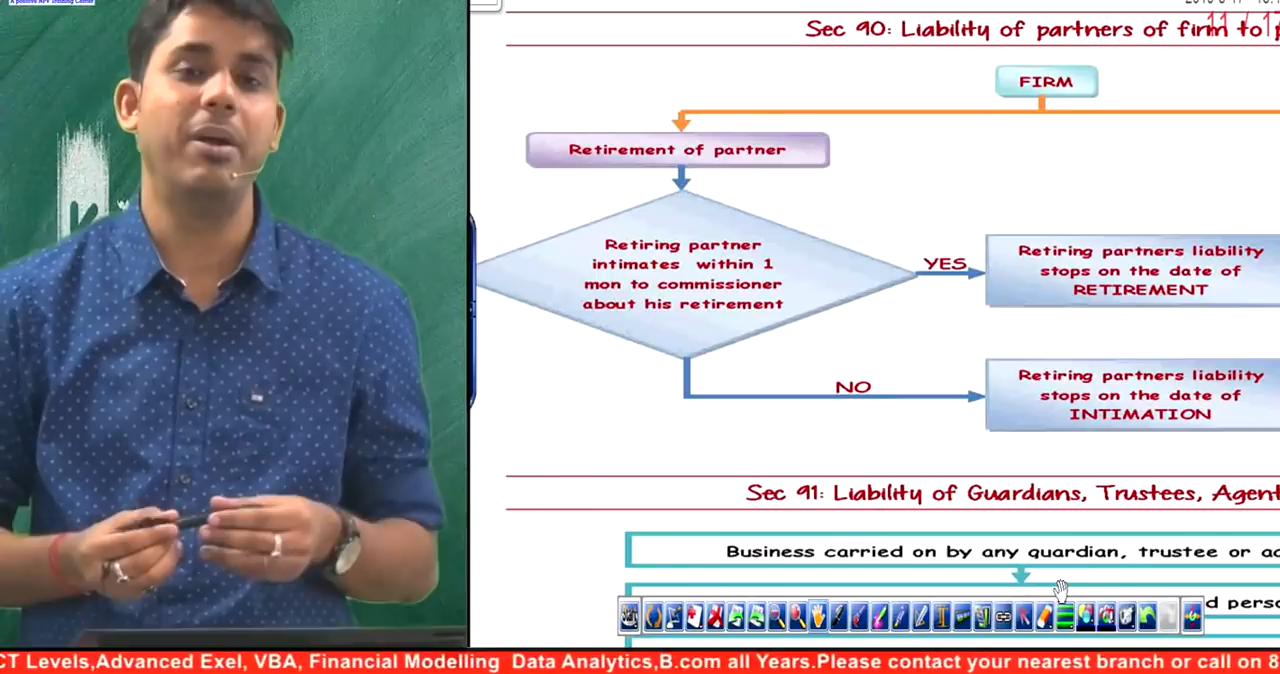 Sec 90: Liability of partners of firm to
FIRM
Retirement of partner
Retiring partner
intimates within 1
mon to commissioner
about his retirement
YES
Retiring partners liability
stops on the date of
RETIREMENT
NO
Retiring partners liability
stops on the date of
INTIMATION
Sec 91: Liability of Guardians, Trustees, Agent
Business carried on by any guardian, trustee or
CT Levels,Advanced Exel, VBA, Financial Modelling Data Analytics,B.com all Years.Please contact your nearest branch or call on 8